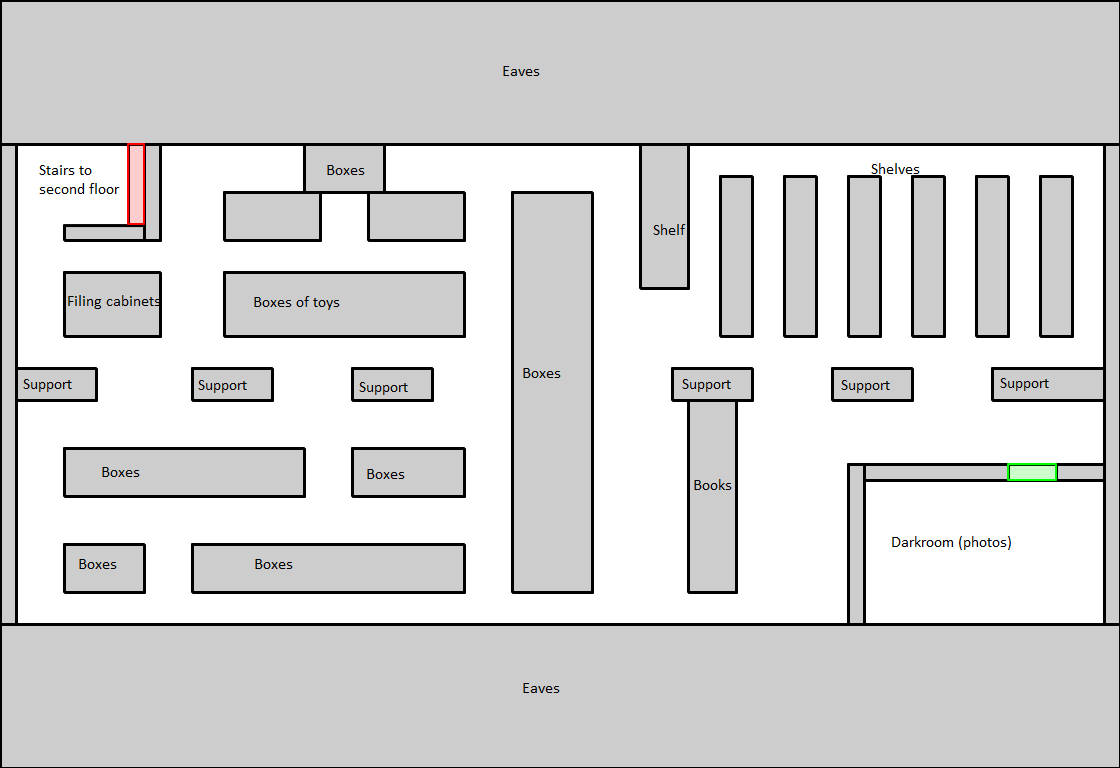 Eaves
Stairs to
second floor
Boxes
Shelves
Shelf
Filing cabinets
Boxes of toys
Boxes
Support
Support
Support
Support
Support
Support
Boxes
Boxes
Books
Darkroom (photos)
Boxes
Boxes
Eaves